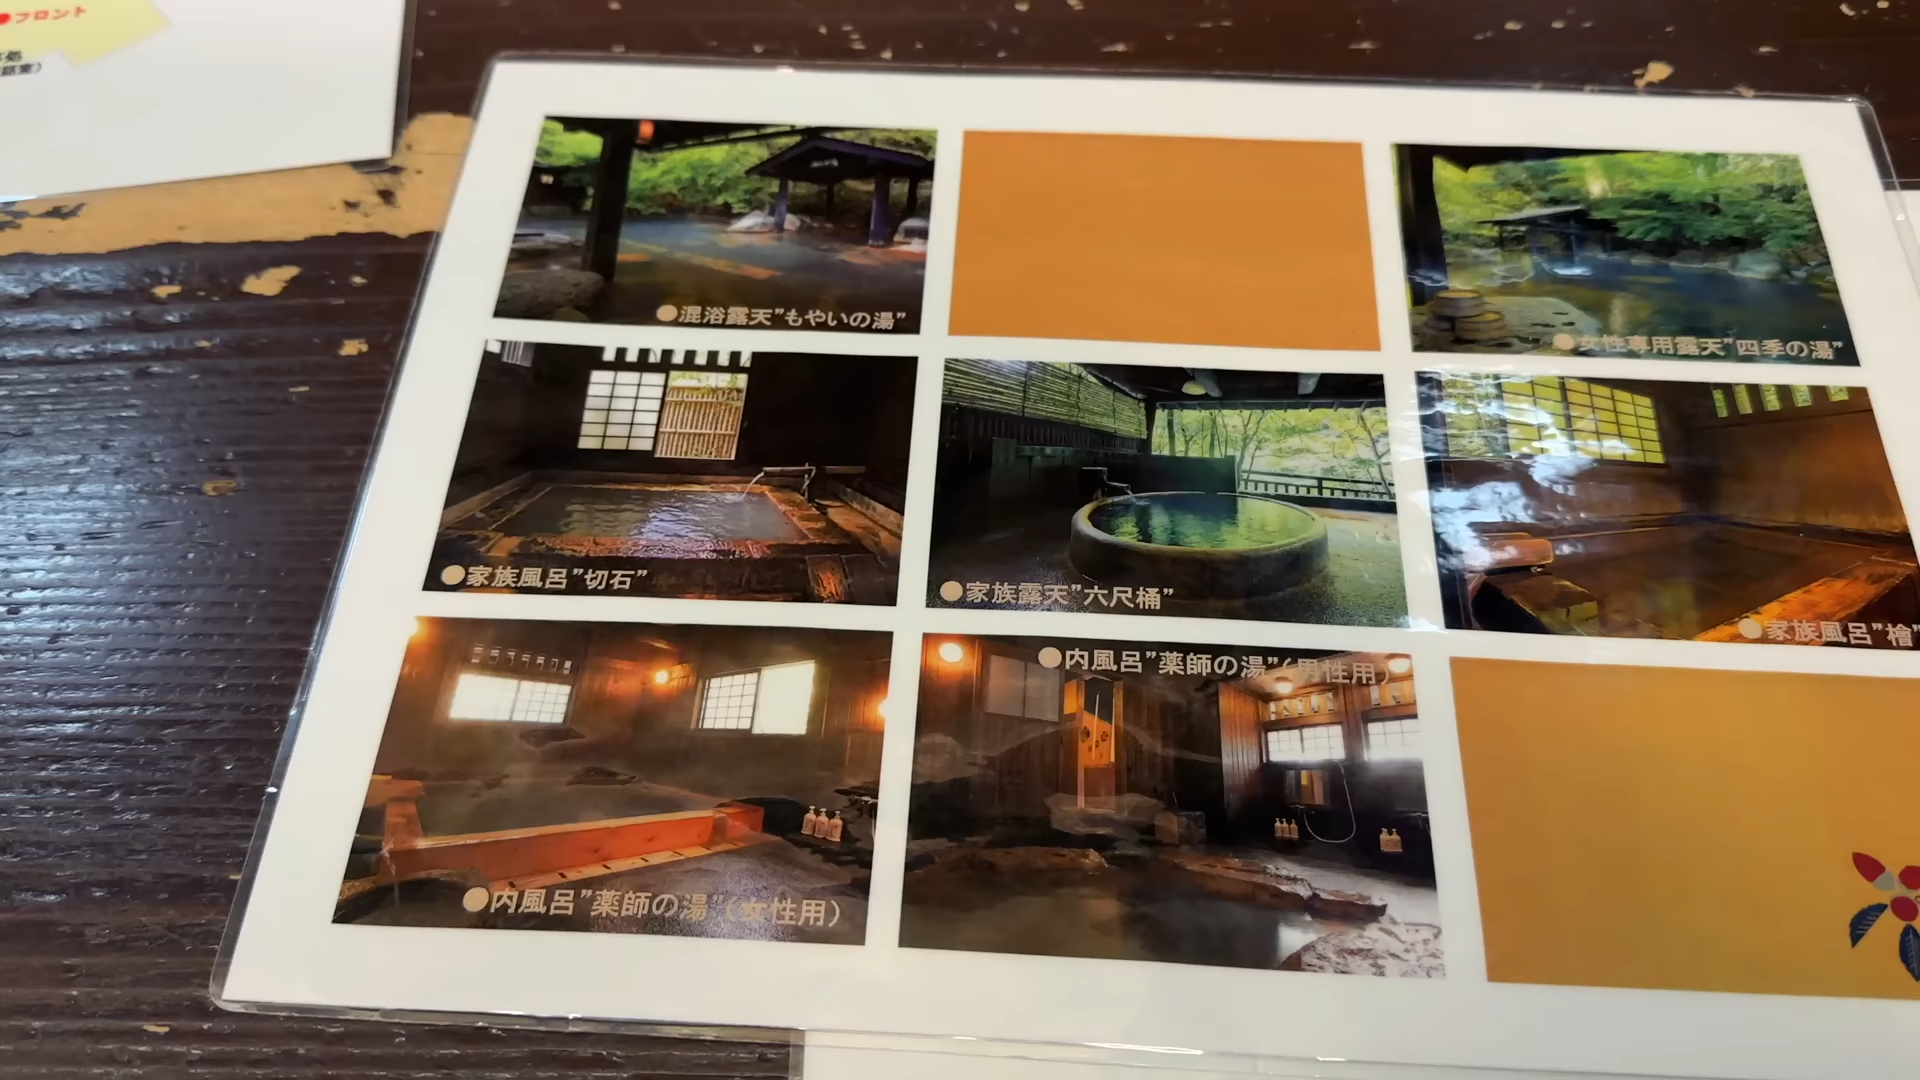 ●フロント
●混浴露天”もやいの湯”
●女性専用露天”四季の湯”
●家族風呂”切石”
●家族露天”六尺桶”
●家族風呂”檜”
●内風呂”薬師の湯”(女性用)
●内風呂”薬師の湯”(男性用)